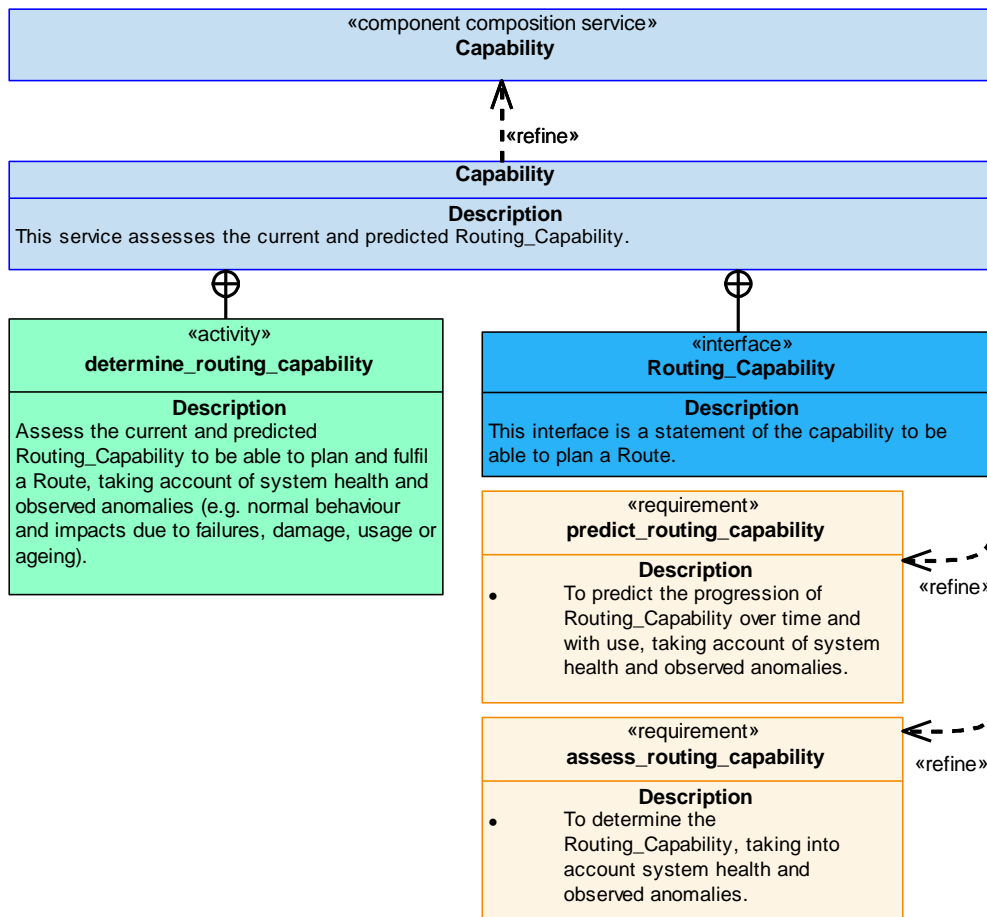 «component composition service»
Capability
«refine»
Capability
Description
This service assesses the current and predicted Routing_Capability.
«activity»
determine_routing_capability
Description
Assess the current and predicted
Routing_Capability to be able to plan and fulfil
a Route, taking account of system health and
observed anomalies (e.g. normal behaviour
and impacts due to failures, damage, usage or
ageing).
«interface»
Routing_Capability
Description
This interface is a statement of the capability to be
able to plan a Route.
«requirement»
predict_routing_capability
Description
• To predict the progression of
Routing_Capability over time and
with use, taking account of system
health and observed anomalies.
«refine»
«requirement»
assess_routing_capability
Description
• To determine the
Routing_Capability, taking into
account system health and
observed anomalies.
«refine»